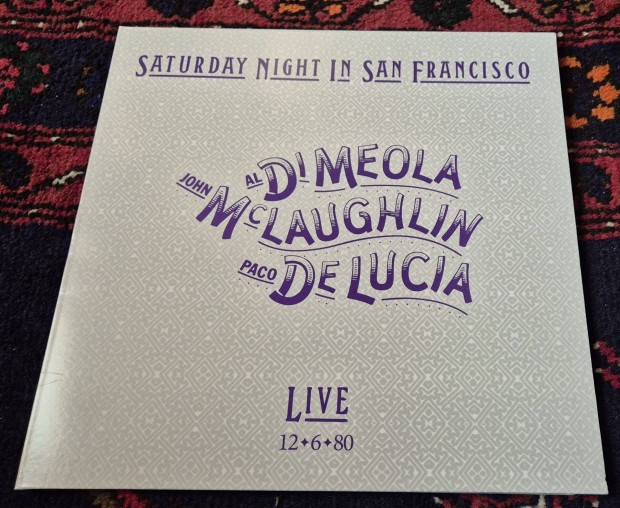 SATURDAY NIGHT IN SAN FRANCISCO
AL DI MEOLA
JOHN MCLAUGHLIN
PACO DE LUCIA
LIVE
12✦6✦80